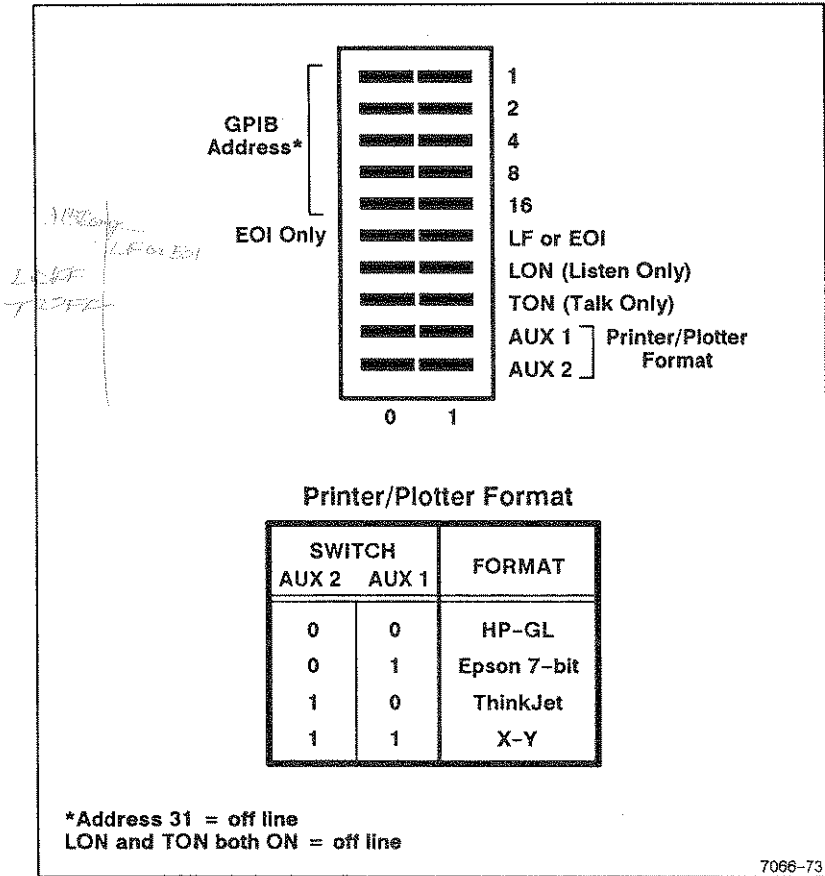 1
2
GPIB
Address*
4
8
16
EOI Only
LF or EOI
LF or EOI
LON (Listen Only)
TON (Talk Only)
AUX 1
Printer/Plotter
Format
AUX 2
0 1
Printer/Plotter Format
SWITCH
AUX 2 AUX 1 FORMAT
0 0 HP-GL
0 1 Epson 7-bit
1 0 ThinkJet
1 1 X-Y
*Address 31 = off line
LON and TON both ON = off line
7066-73